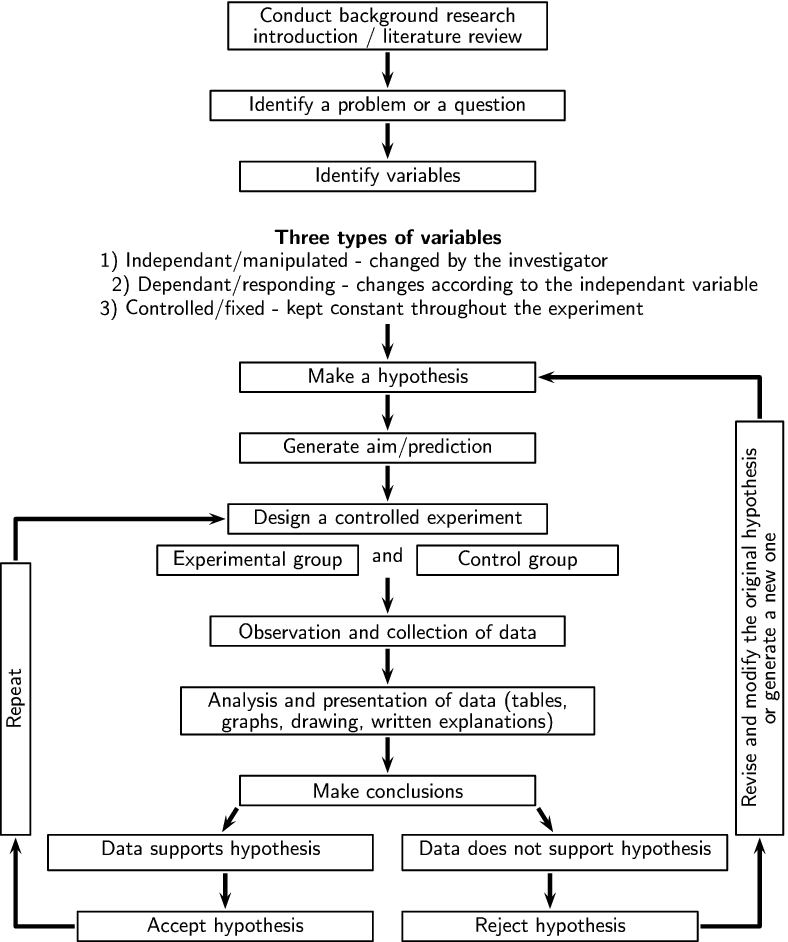 Conduct background research
introduction / literature review
Identify a problem or a question
Identify variables
Three types of variables
1) Independant/manipulated - changed by the investigator
2) Dependant/responding - changes according to the independant variable
3) Controlled/fixed - kept constant throughout the experiment
Make a hypothesis
Generate aim/prediction
Design a controlled experiment
Experimental group
and
Control group
Observation and collection of data
Analysis and presentation of data (tables,
graphs, drawing, written explanations)
Make conclusions
Data supports hypothesis
Data does not support hypothesis
Accept hypothesis
Reject hypothesis
Repeat
Revise and modify the original hypothesis
or generate a new one